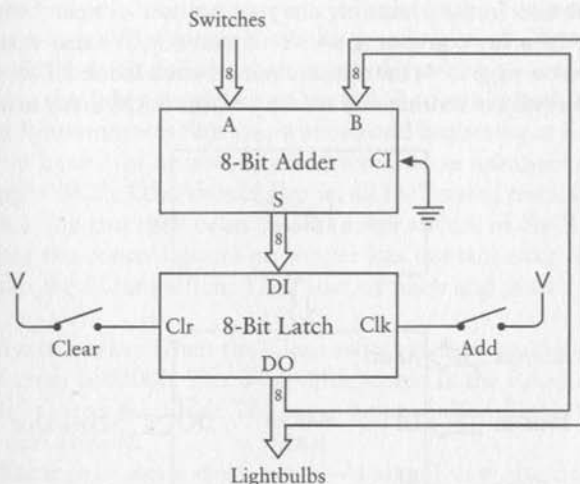 Switches
8
8
A
B
8-Bit Adder
CI
S
8
V
V
DI
Clr
8-Bit Latch
Clk
Clear
Add
DO
8
Lightbulbs